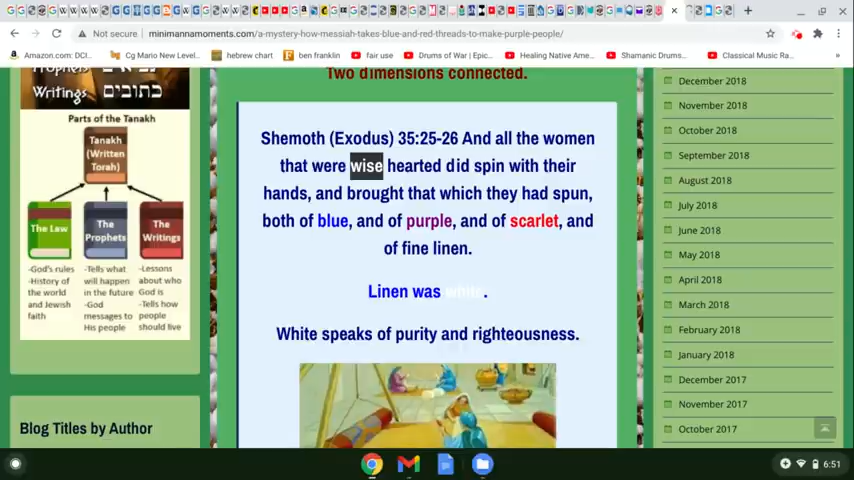 Not secure
minimannamoments.com/a-mystery-how-messiah-takes-blue-and-red-threads-to-make-purple-people/
Amazon.com: DCI...
Cg Mario New Level...
hebrew chart
fair use
Drums of War | Epic...
Healing Native Ame...
Shamanic Drums...
Classical Music Ra...
Prophets
Writings כתובים
Parts of the Tanakh
Tanakh
(Written
Torah)
The Law
The
Prophets
The
Writings
-God's rules
-History of
the world
and Jewish
faith
-Tells what
will happen
in the future
-God
messages to
His people
-Lessons
about who
God is
-Tells how
people
should live
Blog Titles by Author
Two dimensions connected.
Shemoth (Exodus) 35:25-26 And all the women
that were wise hearted did spin with their
hands, and brought that which they had spun,
both of blue, and of purple, and of scarlet, and
of fine linen.
Linen was white.
White speaks of purity and righteousness.
December 2018
November 2018
October 2018
September 2018
August 2018
July 2018
June 2018
May 2018
April 2018
March 2018
February 2018
January 2018
December 2017
November 2017
October 2017
6:51